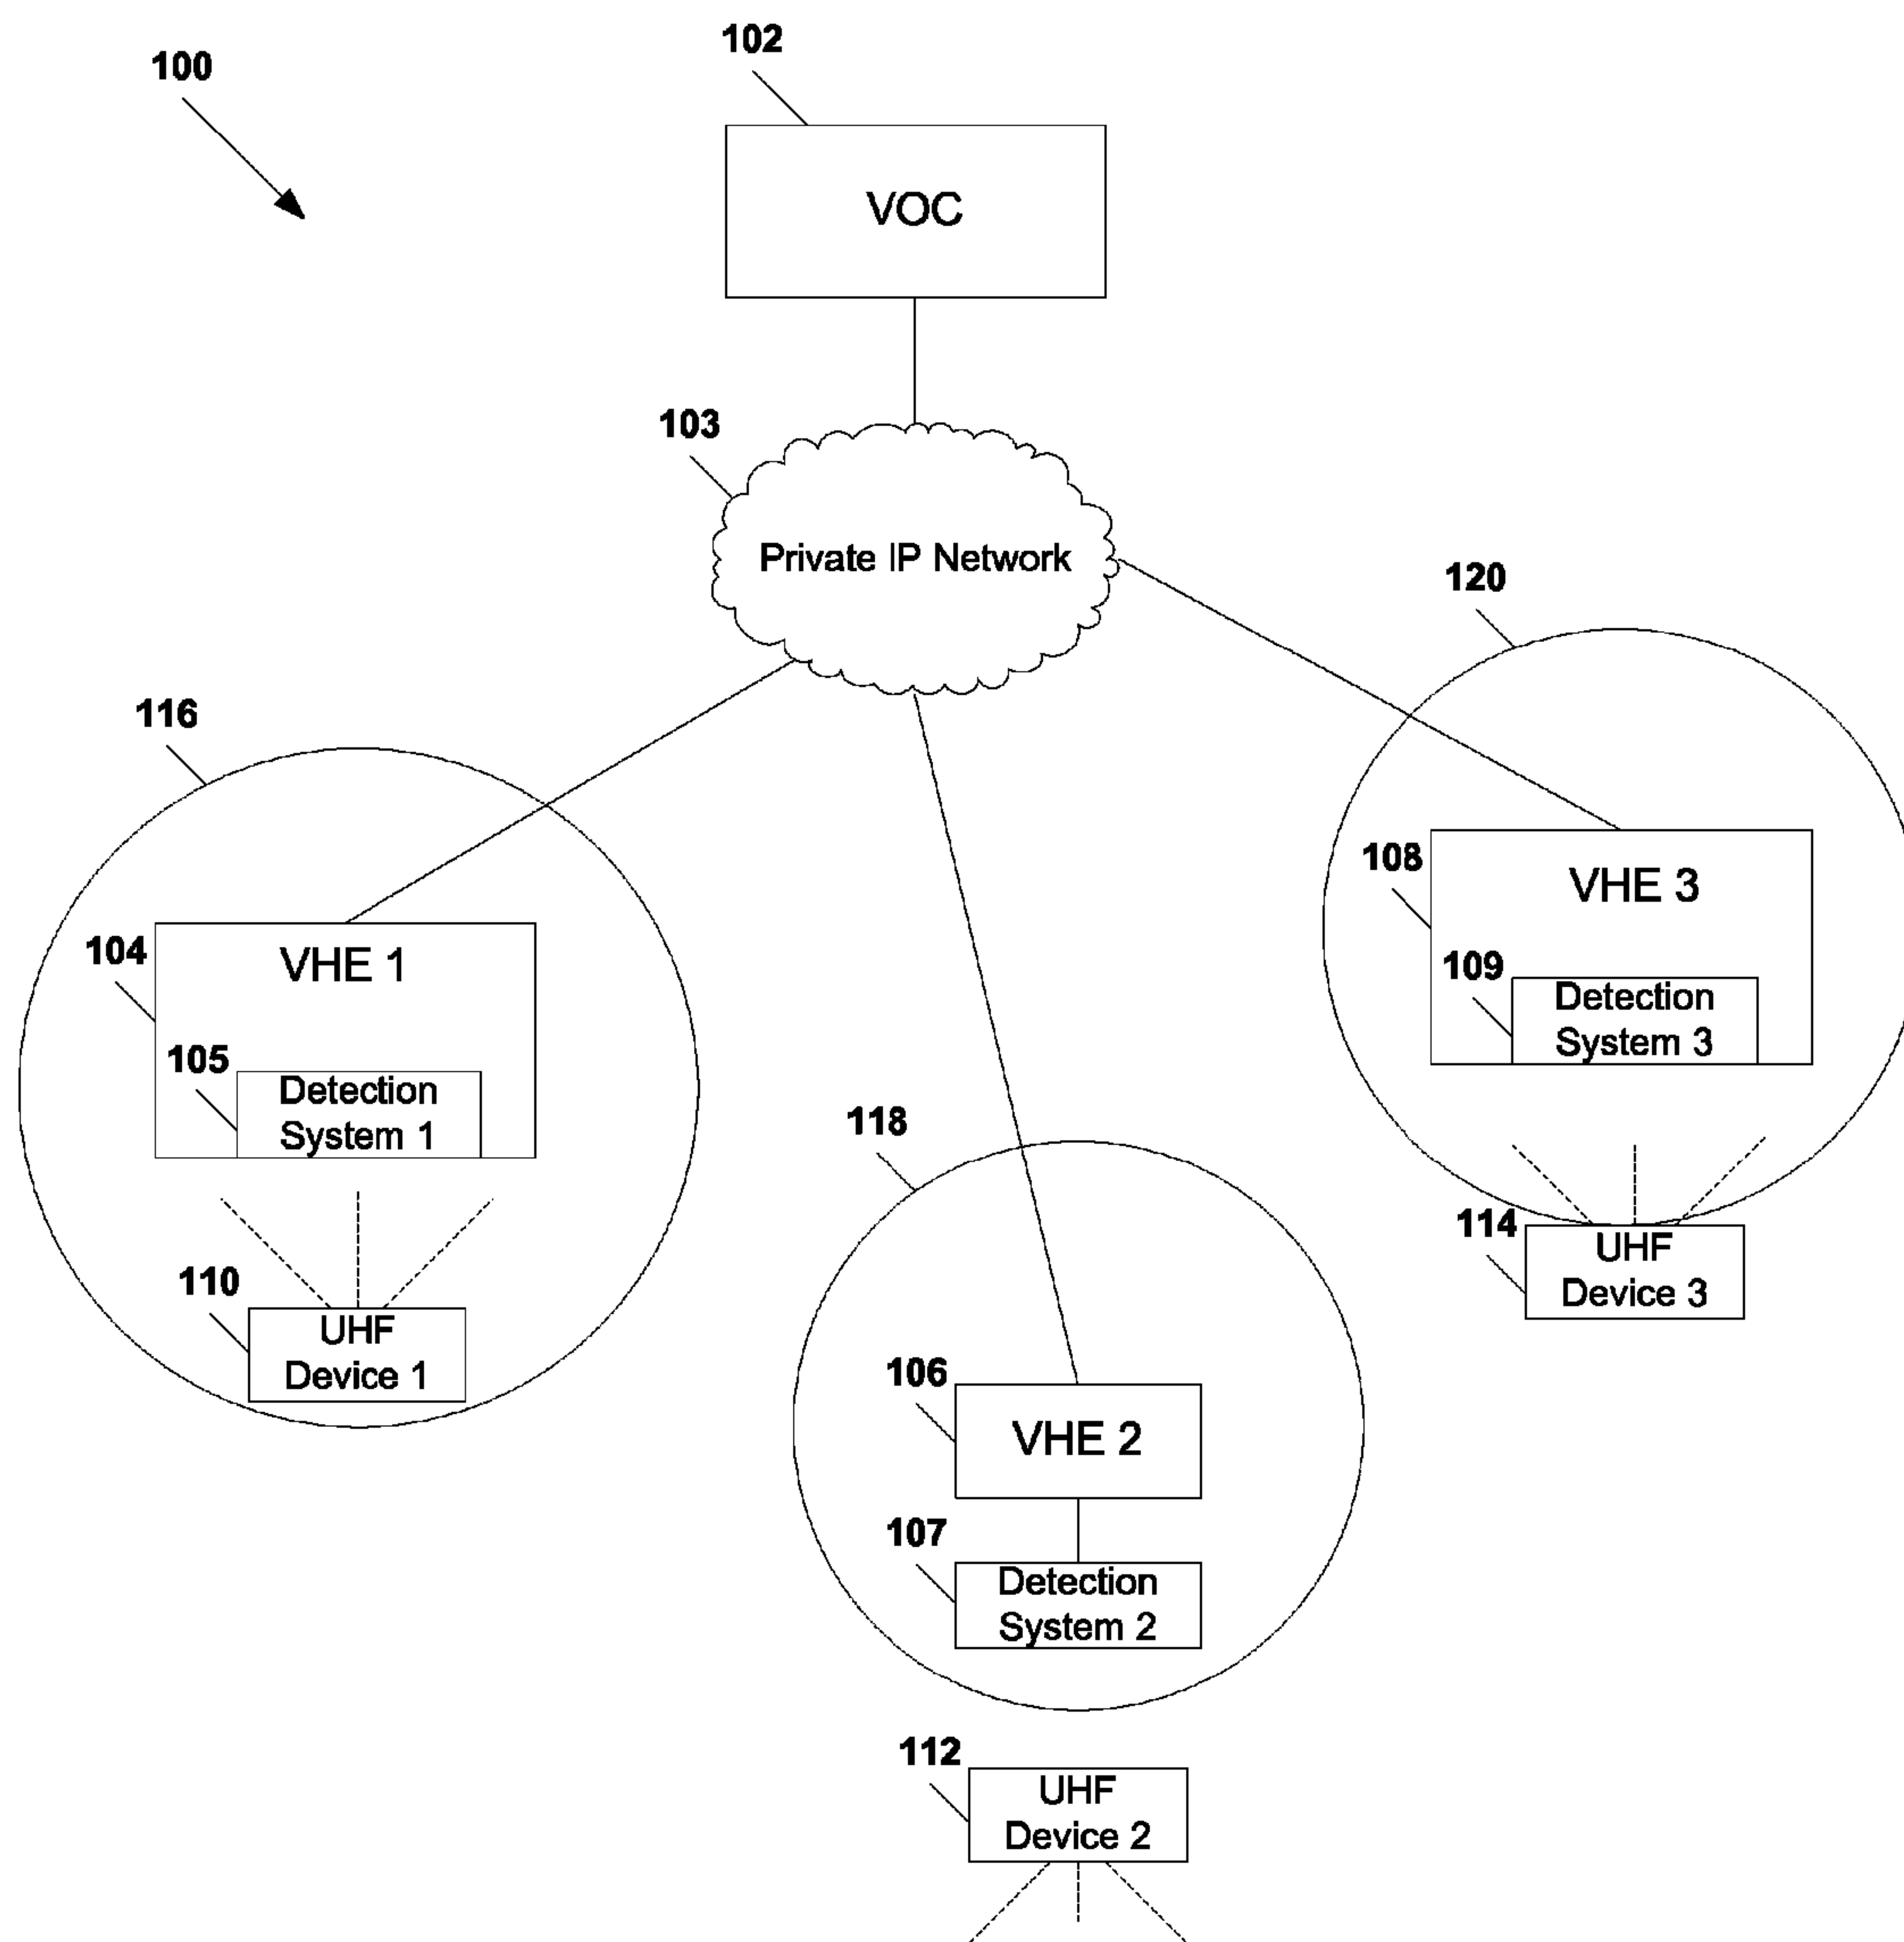 100
102
VOC
103
Private IP Network
116
120
104
VHE 1
105
Detection
System 1
110
UHF
Device 1
108
VHE 3
109
Detection
System 3
114
UHF
Device 3
118
106
VHE 2
107
Detection
System 2
112
UHF
Device 2